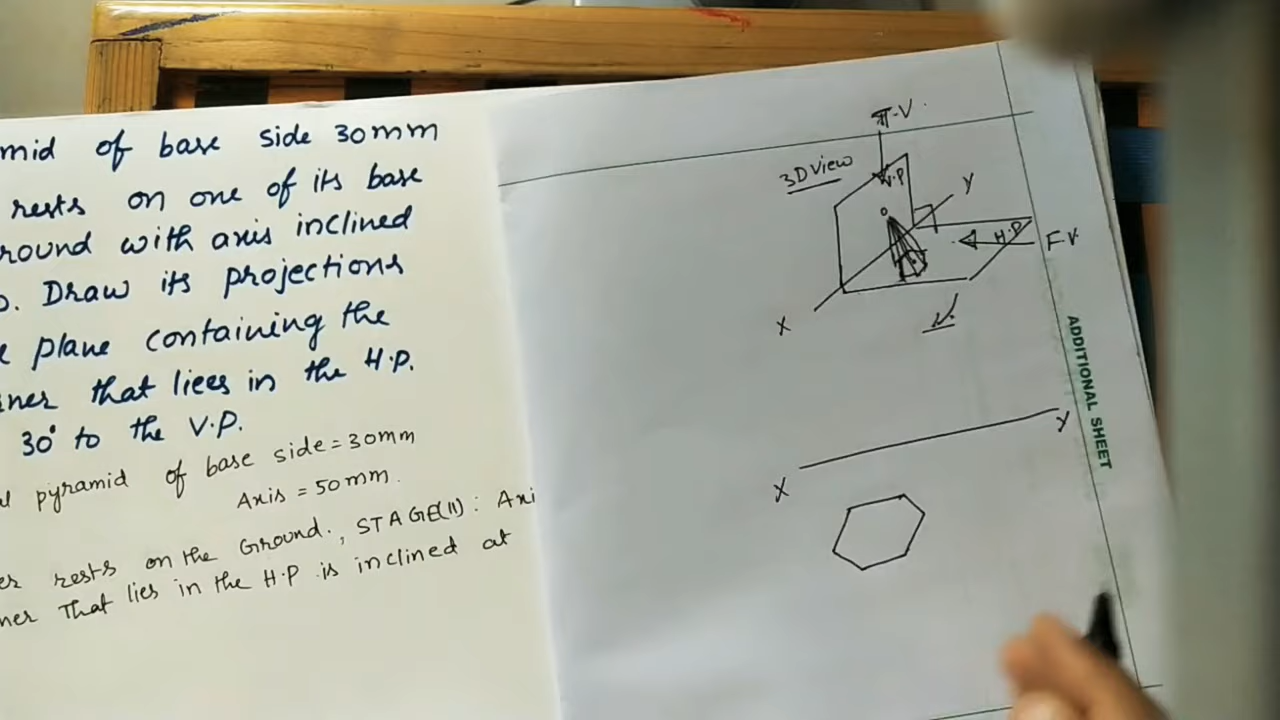 mid of base side 30mm
rests on one of its base
round with axis inclined
Draw its projections
plane containing the
ner that liees in the H.P.
30° to the V.P.
pyramid of base side = 30mm
Axis = 50mm.
rests on the Ground., STAGE(II): Axi
ner That lies in the H.P is inclined at
T.V.
3D View
V.P
Y
O
H.P
F.V
X
Y
X
ADDITIONAL SHEET